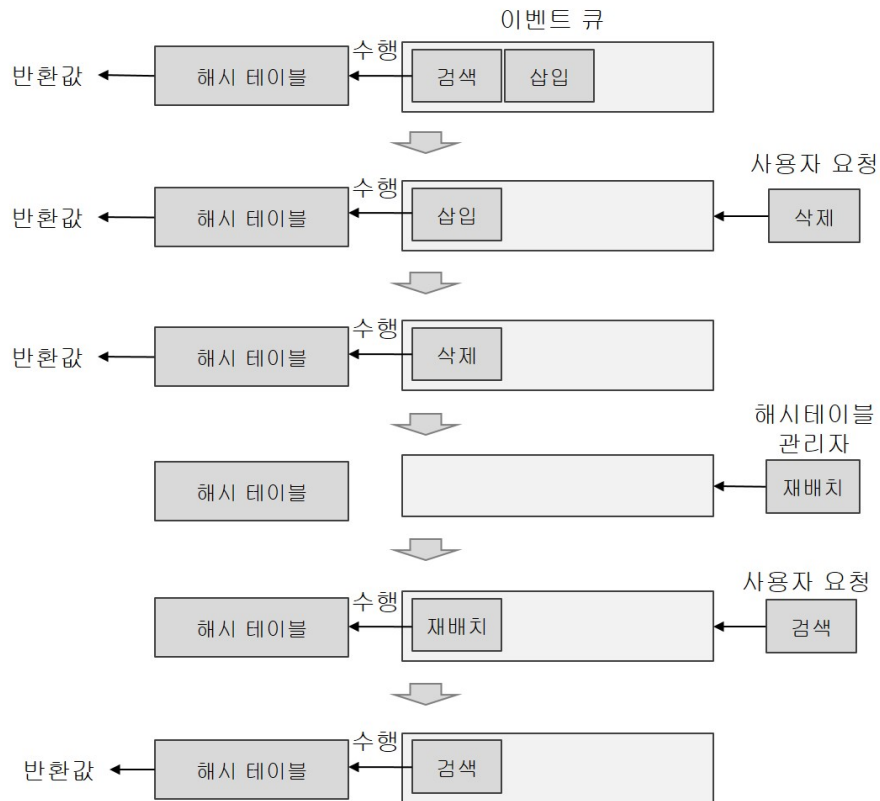 이벤트 큐
반환값
해시 테이블
수행
검색
삽입
사용자 요청
반환값
해시 테이블
수행
삽입
삭제
반환값
해시 테이블
수행
삭제
해시테이블
관리자
해시 테이블
재배치
사용자 요청
해시 테이블
수행
재배치
검색
반환값
해시 테이블
수행
검색